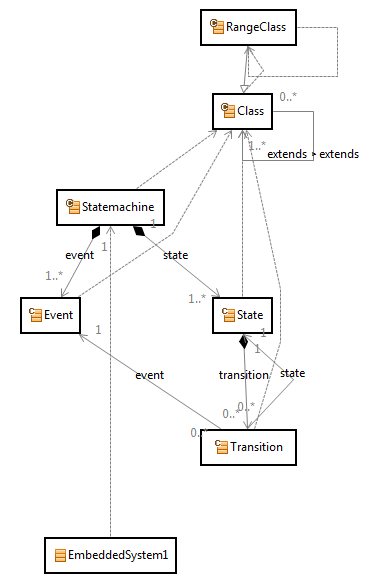 RangeClass
0..*
Class
1..*
extends
extends
Statemachine
1
1
event
state
1..*
1..*
Event
State
1
1
1
transition
state
event
0..*
0..*
0..*
Transition
EmbeddedSystem1